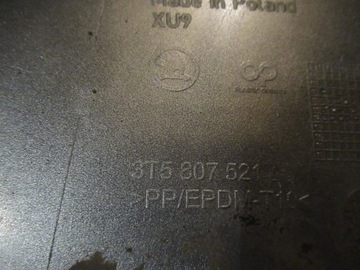 Made in Poland
XU9
3T5 807 521
>PP/EPDM-T10<